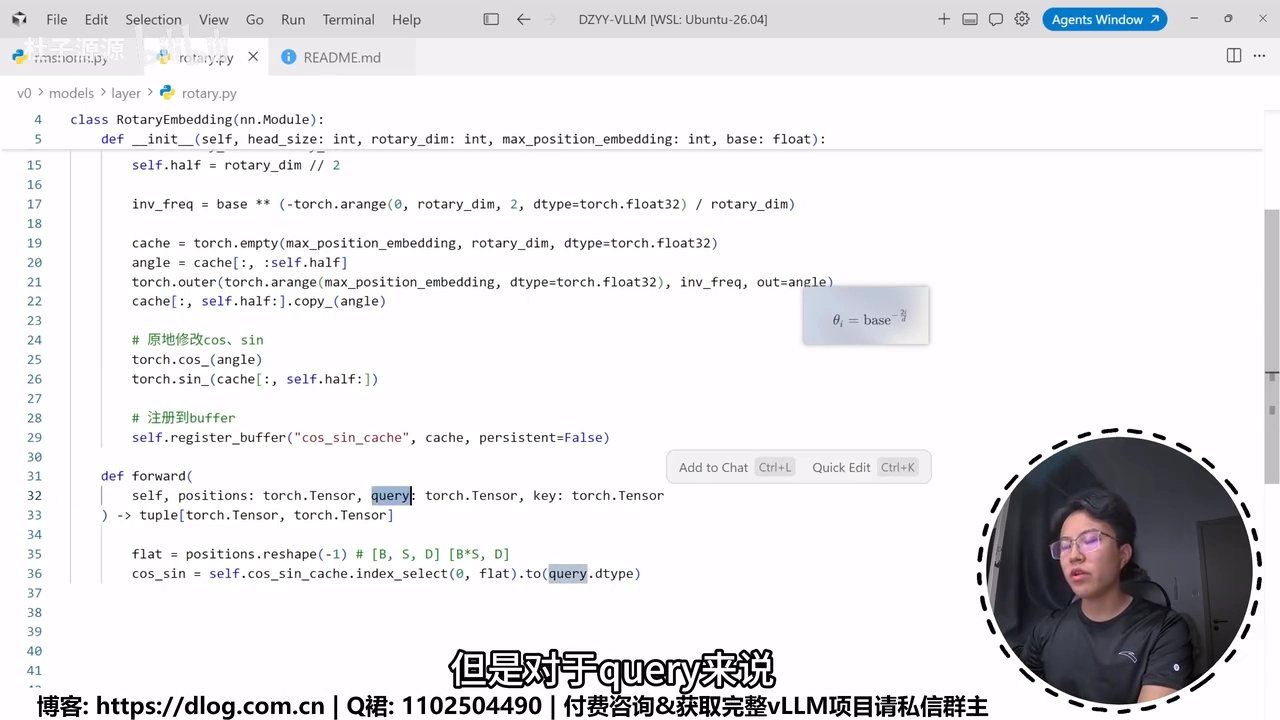 File Edit Selection View Go Run Terminal Help
DZYY-VLLM [WSL: Ubuntu-26.04]
Agents Window ↗
杜子源源 bilibili
rmsnorm.py rotary.py README.md
v0 > models > layer > rotary.py
4 class RotaryEmbedding(nn.Module):
5 def __init__(self, head_size: int, rotary_dim: int, max_position_embedding: int, base: float):
15 self.half = rotary_dim // 2
16
17 inv_freq = base ** (-torch.arange(0, rotary_dim, 2, dtype=torch.float32) / rotary_dim)
18
19 cache = torch.empty(max_position_embedding, rotary_dim, dtype=torch.float32)
20 angle = cache[:, :self.half]
21 torch.outer(torch.arange(max_position_embedding, dtype=torch.float32), inv_freq, out=angle)
22 cache[:, self.half:].copy_(angle)
θi = base^(-2i/d)
23
24 # 原地修改cos、sin
25 torch.cos_(angle)
26 torch.sin_(cache[:, self.half:])
27
28 # 注册到buffer
29 self.register_buffer("cos_sin_cache", cache, persistent=False)
30
Add to Chat Ctrl+L Quick Edit Ctrl+K
31 def forward(
32 self, positions: torch.Tensor, query: torch.Tensor, key: torch.Tensor
33 ) -> tuple[torch.Tensor, torch.Tensor]
34
35 flat = positions.reshape(-1) # [B, S, D] [B*S, D]
36 cos_sin = self.cos_sin_cache.index_select(0, flat).to(query.dtype)
37
38
39
40
41
但是对于query来说
博客: https://dlog.com.cn | Q裙: 1102504490 | 付费咨询&获取完整vLLM项目请私信群主